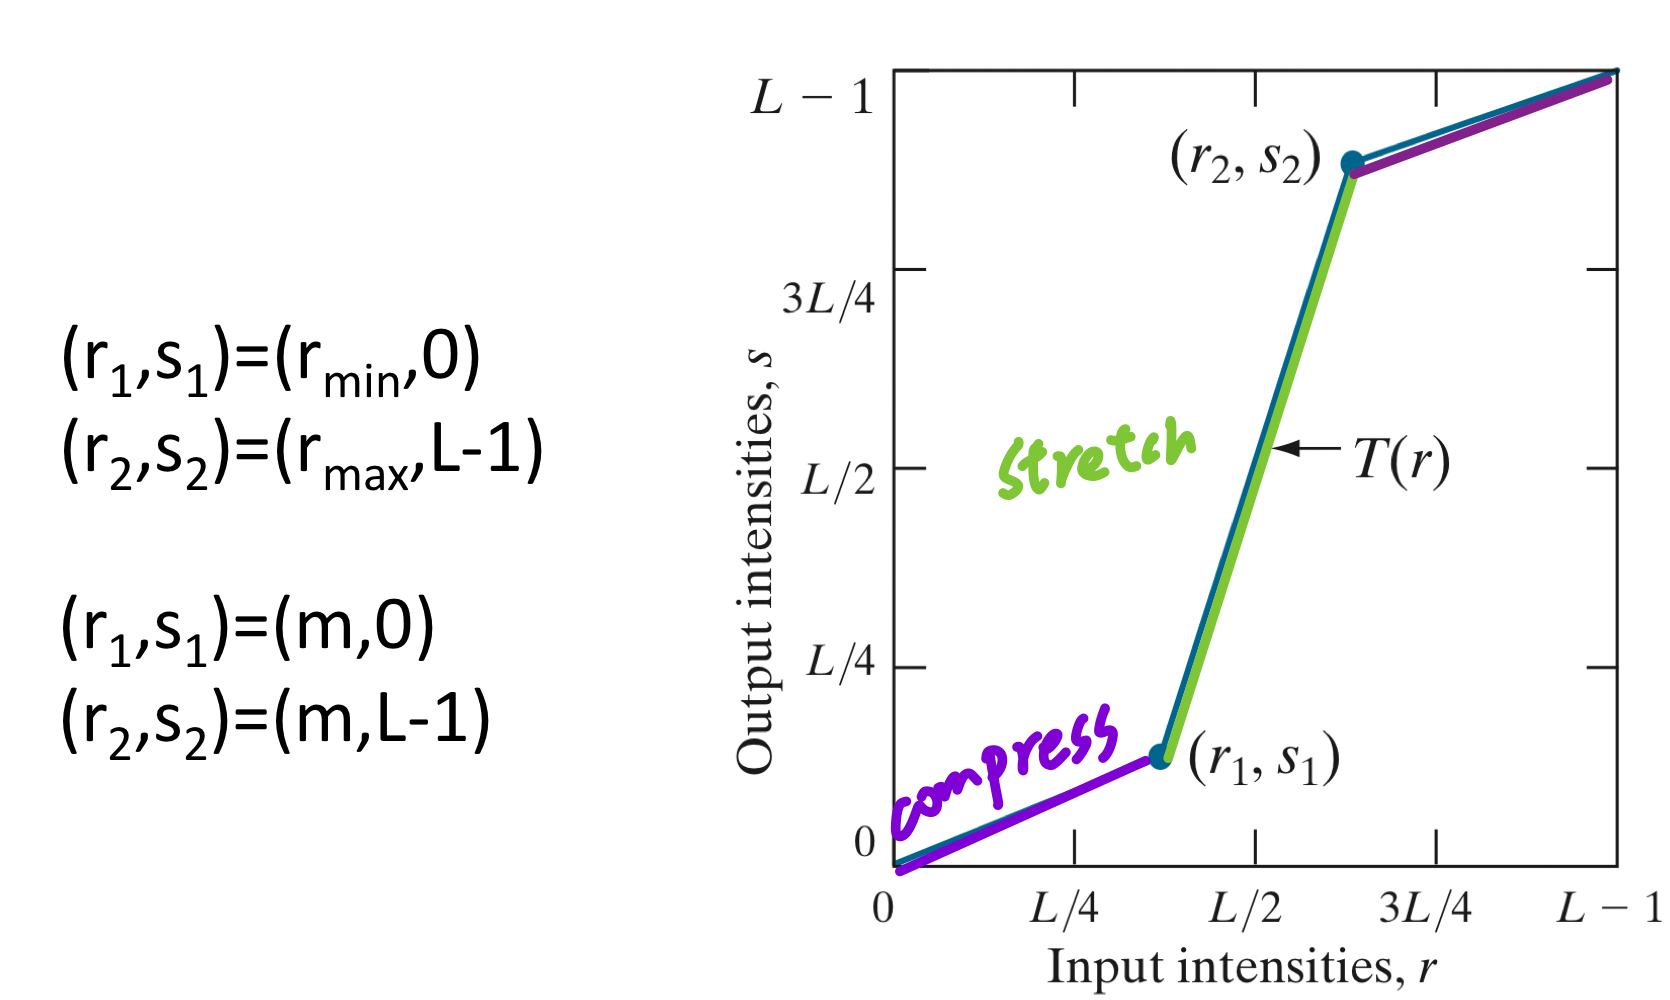 (r₁,s₁)=(rmin,0)
(r₂,s₂)=(rmax,L-1)
(r₁,s₁)=(m,0)
(r₂,s₂)=(m,L-1)
L − 1
(r₂, s₂)
3L/4
stretch
T(r)
L/2
Output intensities, s
L/4
compress
(r₁, s₁)
0
0 L/4 L/2 3L/4 L − 1
Input intensities, r